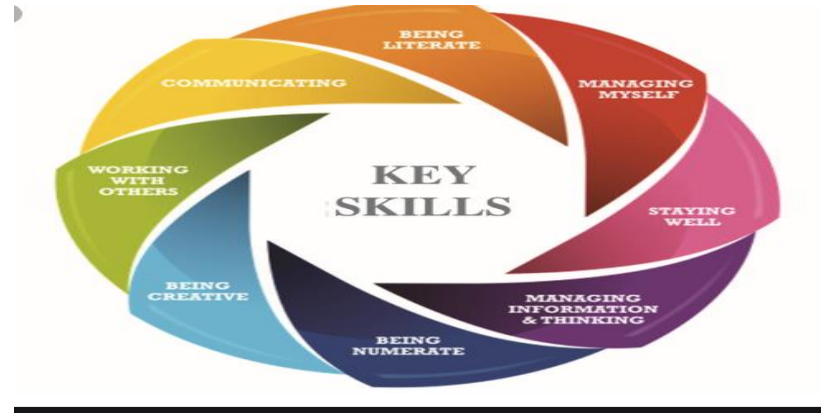 BEING
LITERATE
MANAGING
MYSELF
STAYING
WELL
MANAGING
INFORMATION
& THINKING
BEING
NUMERATE
BEING
CREATIVE
WORKING
WITH
OTHERS
COMMUNICATING
KEY
SKILLS